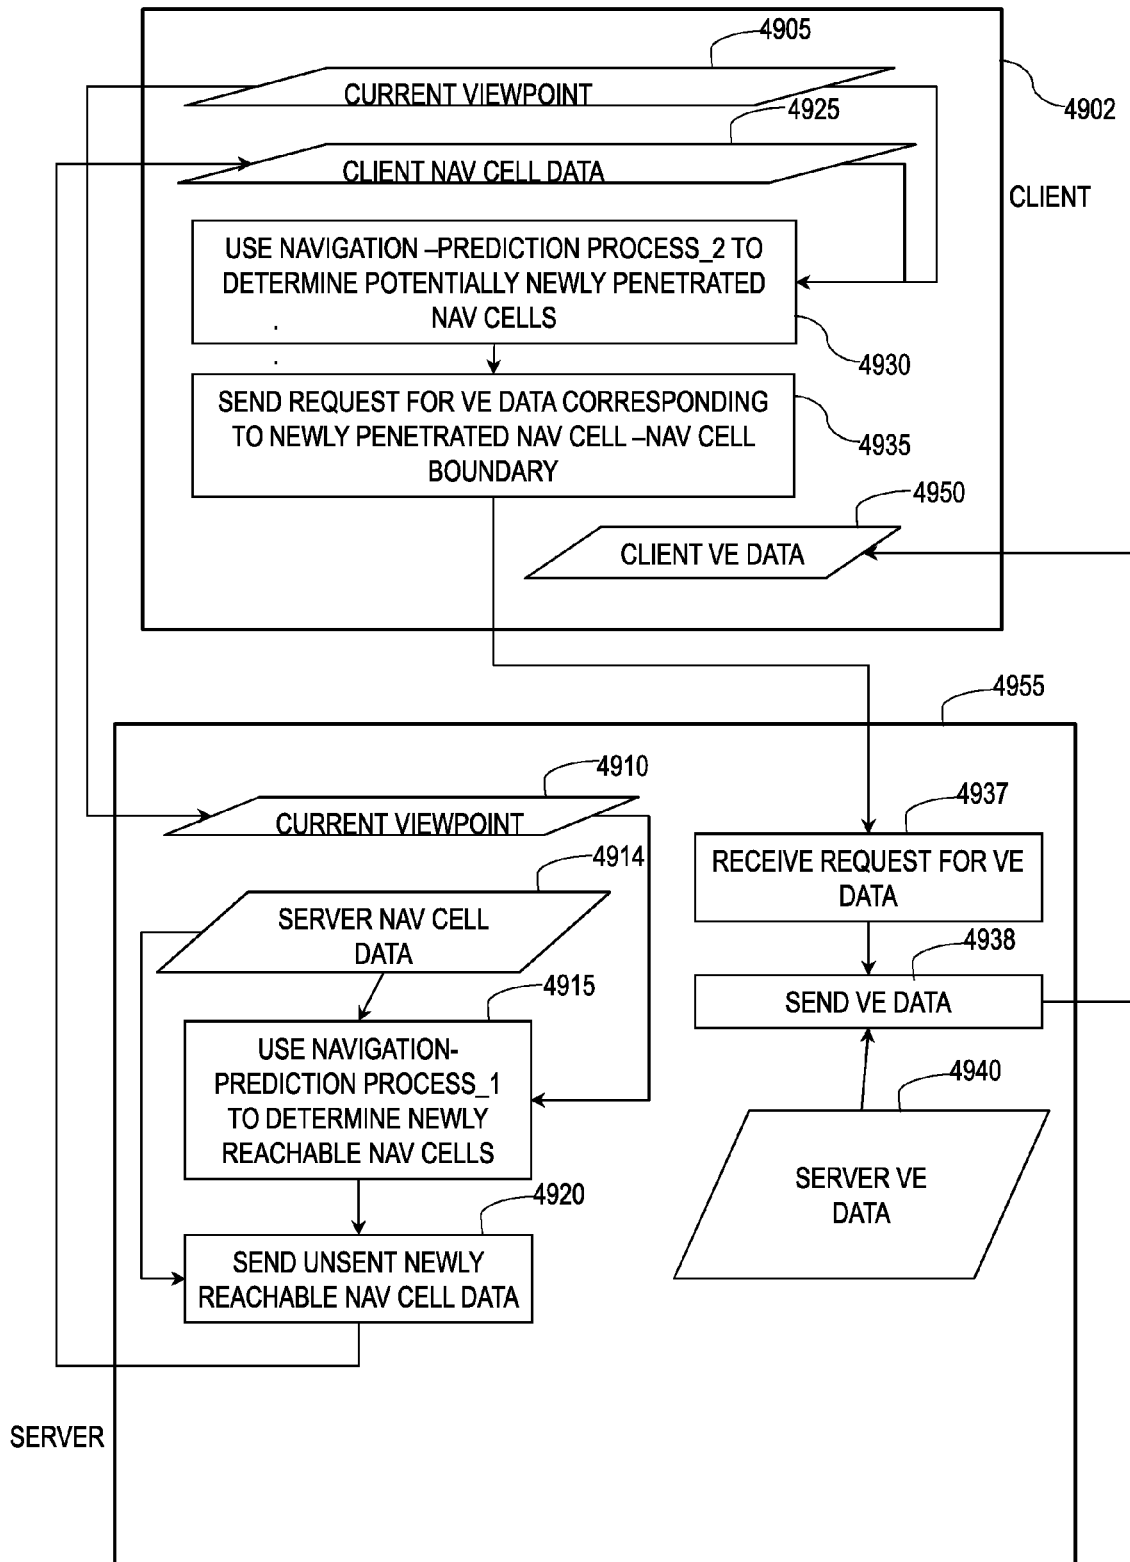 4905
CURRENT VIEWPOINT
4902
4925
CLIENT NAV CELL DATA
CLIENT
USE NAVIGATION –PREDICTION PROCESS_2 TO
DETERMINE POTENTIALLY NEWLY PENETRATED
NAV CELLS
4930
SEND REQUEST FOR VE DATA CORRESPONDING
TO NEWLY PENETRATED NAV CELL –NAV CELL
BOUNDARY
4935
4950
CLIENT VE DATA
4955
4910
CURRENT VIEWPOINT
4937
RECEIVE REQUEST FOR VE
DATA
4914
SERVER NAV CELL
DATA
4938
SEND VE DATA
4915
USE NAVIGATION-
PREDICTION PROCESS_1
TO DETERMINE NEWLY
REACHABLE NAV CELLS
4940
SERVER VE
DATA
4920
SEND UNSENT NEWLY
REACHABLE NAV CELL DATA
SERVER